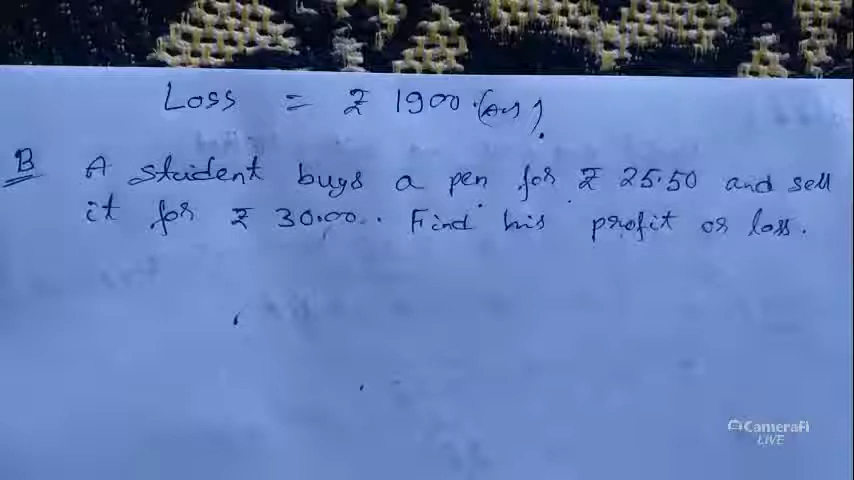 Loss = ₹ 1900.(Ans).
B A student buys a pen for ₹ 25.50 and sell
it for ₹ 30.00. Find his profit or loss.
CameraFi
LIVE